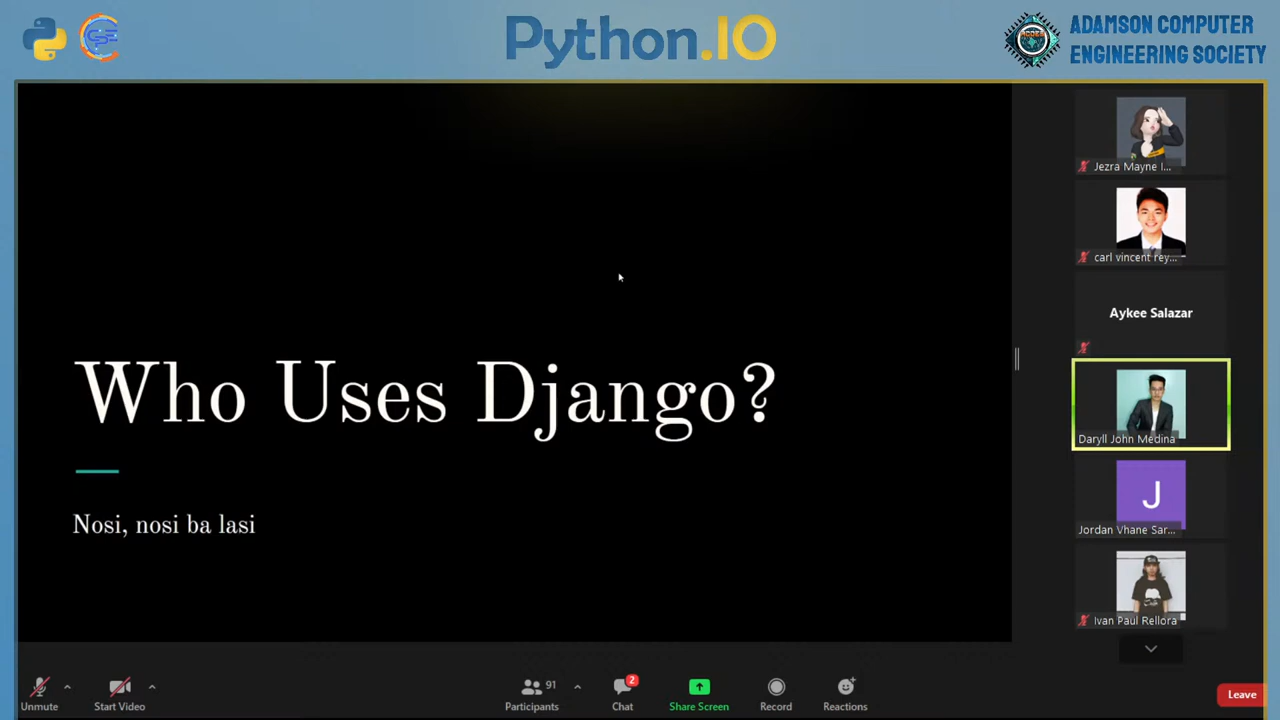 Python.IO
ADAMSON COMPUTER
ENGINEERING SOCIETY
Jezra Mayne I...
carl vincent rey...
Aykee Salazar
Who Uses Django?
Daryll John Medina
Nosi, nosi ba lasi
J
Jordan Vhane Sar...
Ivan Paul Rellora
91
2
Unmute
Start Video
Participants
Chat
Share Screen
Record
Reactions
Leave